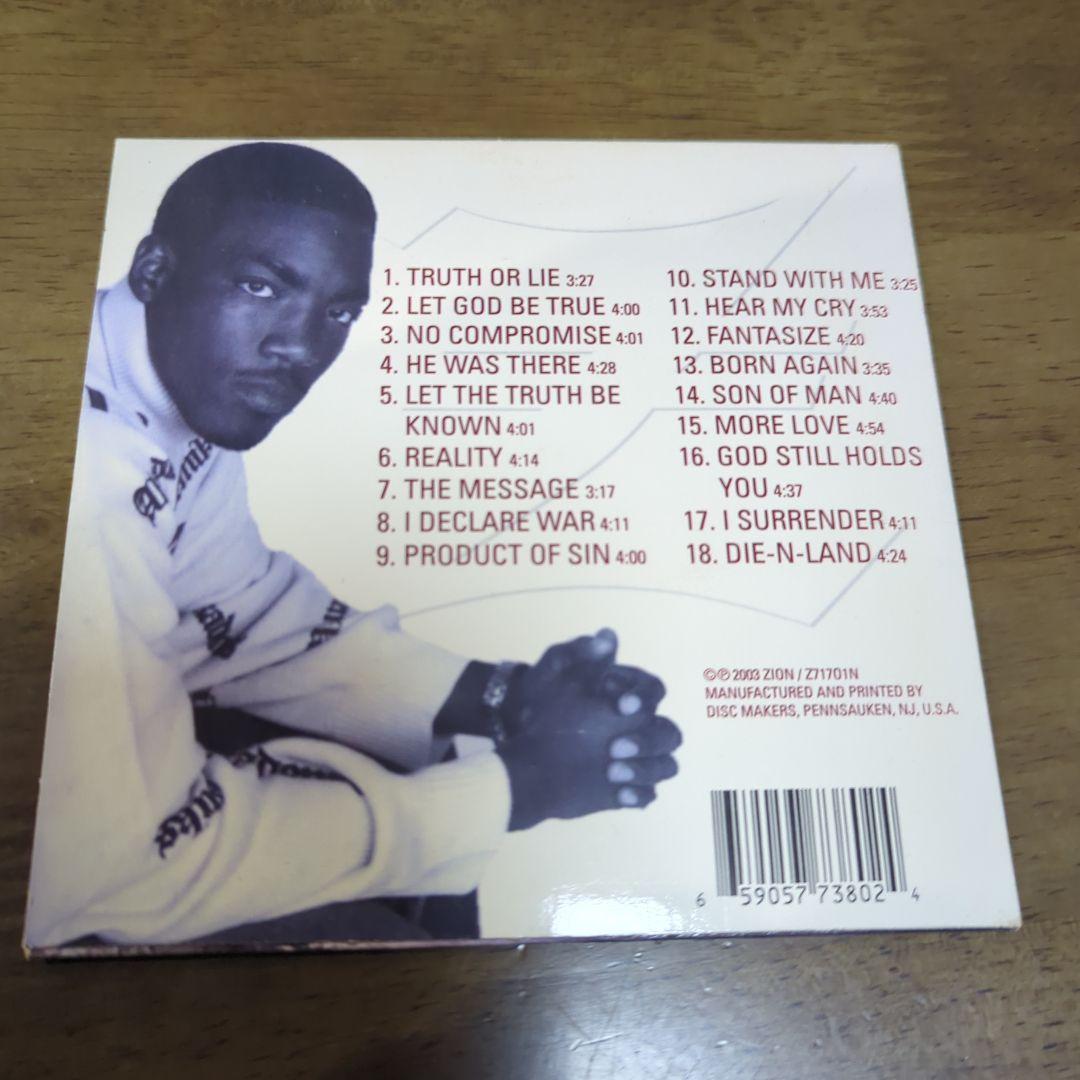 1. TRUTH OR LIE 3:27
2. LET GOD BE TRUE 4:00
3. NO COMPROMISE 4:01
4. HE WAS THERE 4:28
5. LET THE TRUTH BE
KNOWN 4:01
6. REALITY 4:14
7. THE MESSAGE 3:17
8. I DECLARE WAR 4:11
9. PRODUCT OF SIN 4:00
10. STAND WITH ME 3:25
11. HEAR MY CRY 3:53
12. FANTASIZE 4:20
13. BORN AGAIN 3:35
14. SON OF MAN 4:40
15. MORE LOVE 4:54
16. GOD STILL HOLDS
YOU 4:37
17. I SURRENDER 4:11
18. DIE-N-LAND 4:24
©℗ 2003 ZION / Z71701N
MANUFACTURED AND PRINTED BY
DISC MAKERS, PENNSAUKEN, NJ, U.S.A.
6 59057 73802 4